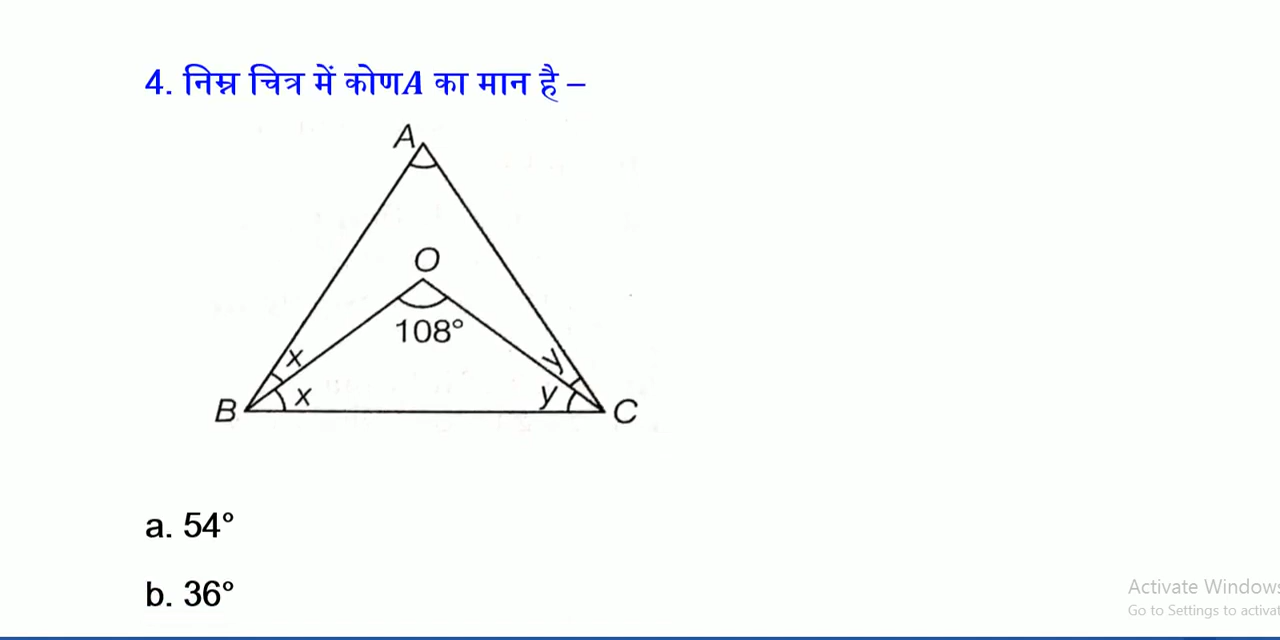 4. निम्न चित्र में कोणA का मान है –
A
O
108°
x
y
x
y
B
C
a. 54°
b. 36°
Activate Windows
Go to Settings to activat